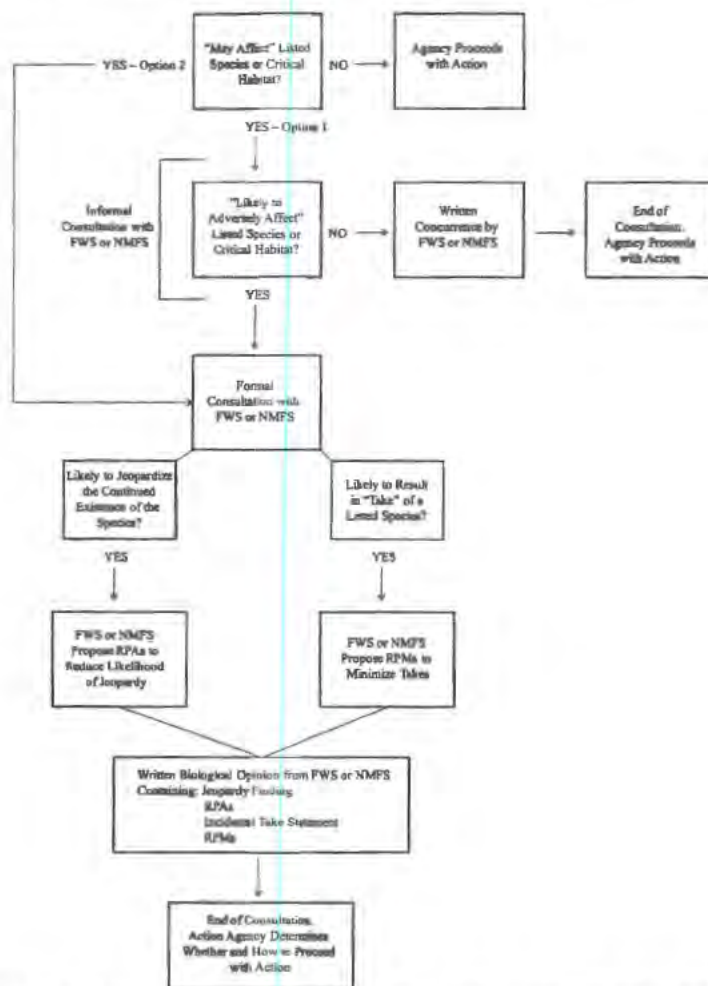 "May Affect" Listed
Species or Critical
Habitat?
YES – Option 2
NO
Agency Proceeds
with Action
YES – Option 1
Informal
Consultation with
FWS or NMFS
"Likely to
Adversely Affect"
Listed Species or
Critical Habitat?
NO
Written
Concurrence by
FWS or NMFS
End of
Consultation.
Agency Proceeds
with Action
YES
Formal
Consultation with
FWS or NMFS
Likely to Jeopardize
the Continued
Existence of the
Species?
Likely to Result
in "Take" of a
Listed Species?
YES
YES
FWS or NMFS
Propose RPAs to
Reduce Likelihood
of Jeopardy
FWS or NMFS
Propose RPMs to
Minimize Takes
Written Biological Opinion from FWS or NMFS
Containing: Jeopardy Finding
RPAs
Incidental Take Statement
RPMs
End of Consultation.
Action Agency Determines
Whether and How to Proceed
with Action